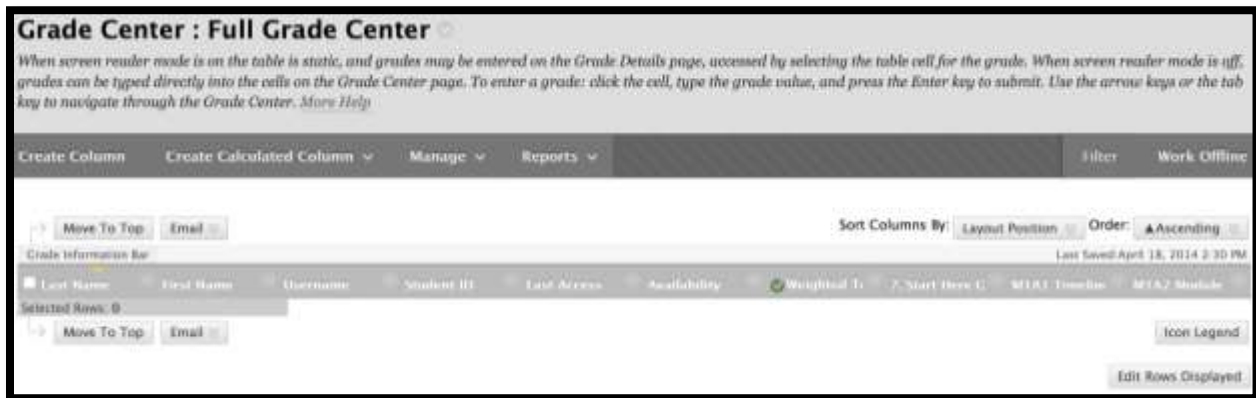 Grade Center : Full Grade Center
When screen reader mode is on the table is static, and grades may be entered on the Grade Details page, accessed by selecting the table cell for the grade. When screen reader mode is off,
grades can be typed directly into the cells on the Grade Center page. To enter a grade: click the cell, type the grade value, and press the Enter key to submit. Use the arrow keys or the tab
key to navigate through the Grade Center. More Help
Create Column Create Calculated Column Manage Reports Filter Work Offline
Move To Top Email Sort Columns By: Layout Position Order: ▲Ascending
Grade Information Bar Last Saved:April 18, 2014 2:30 PM
Last Name First Name Username Student ID Last Access Availability Weighted To ?. Start Here Q MTA1 Timeline MTA2 Module
Selected Rows: 0
Move To Top Email Icon Legend
Edit Rows Displayed